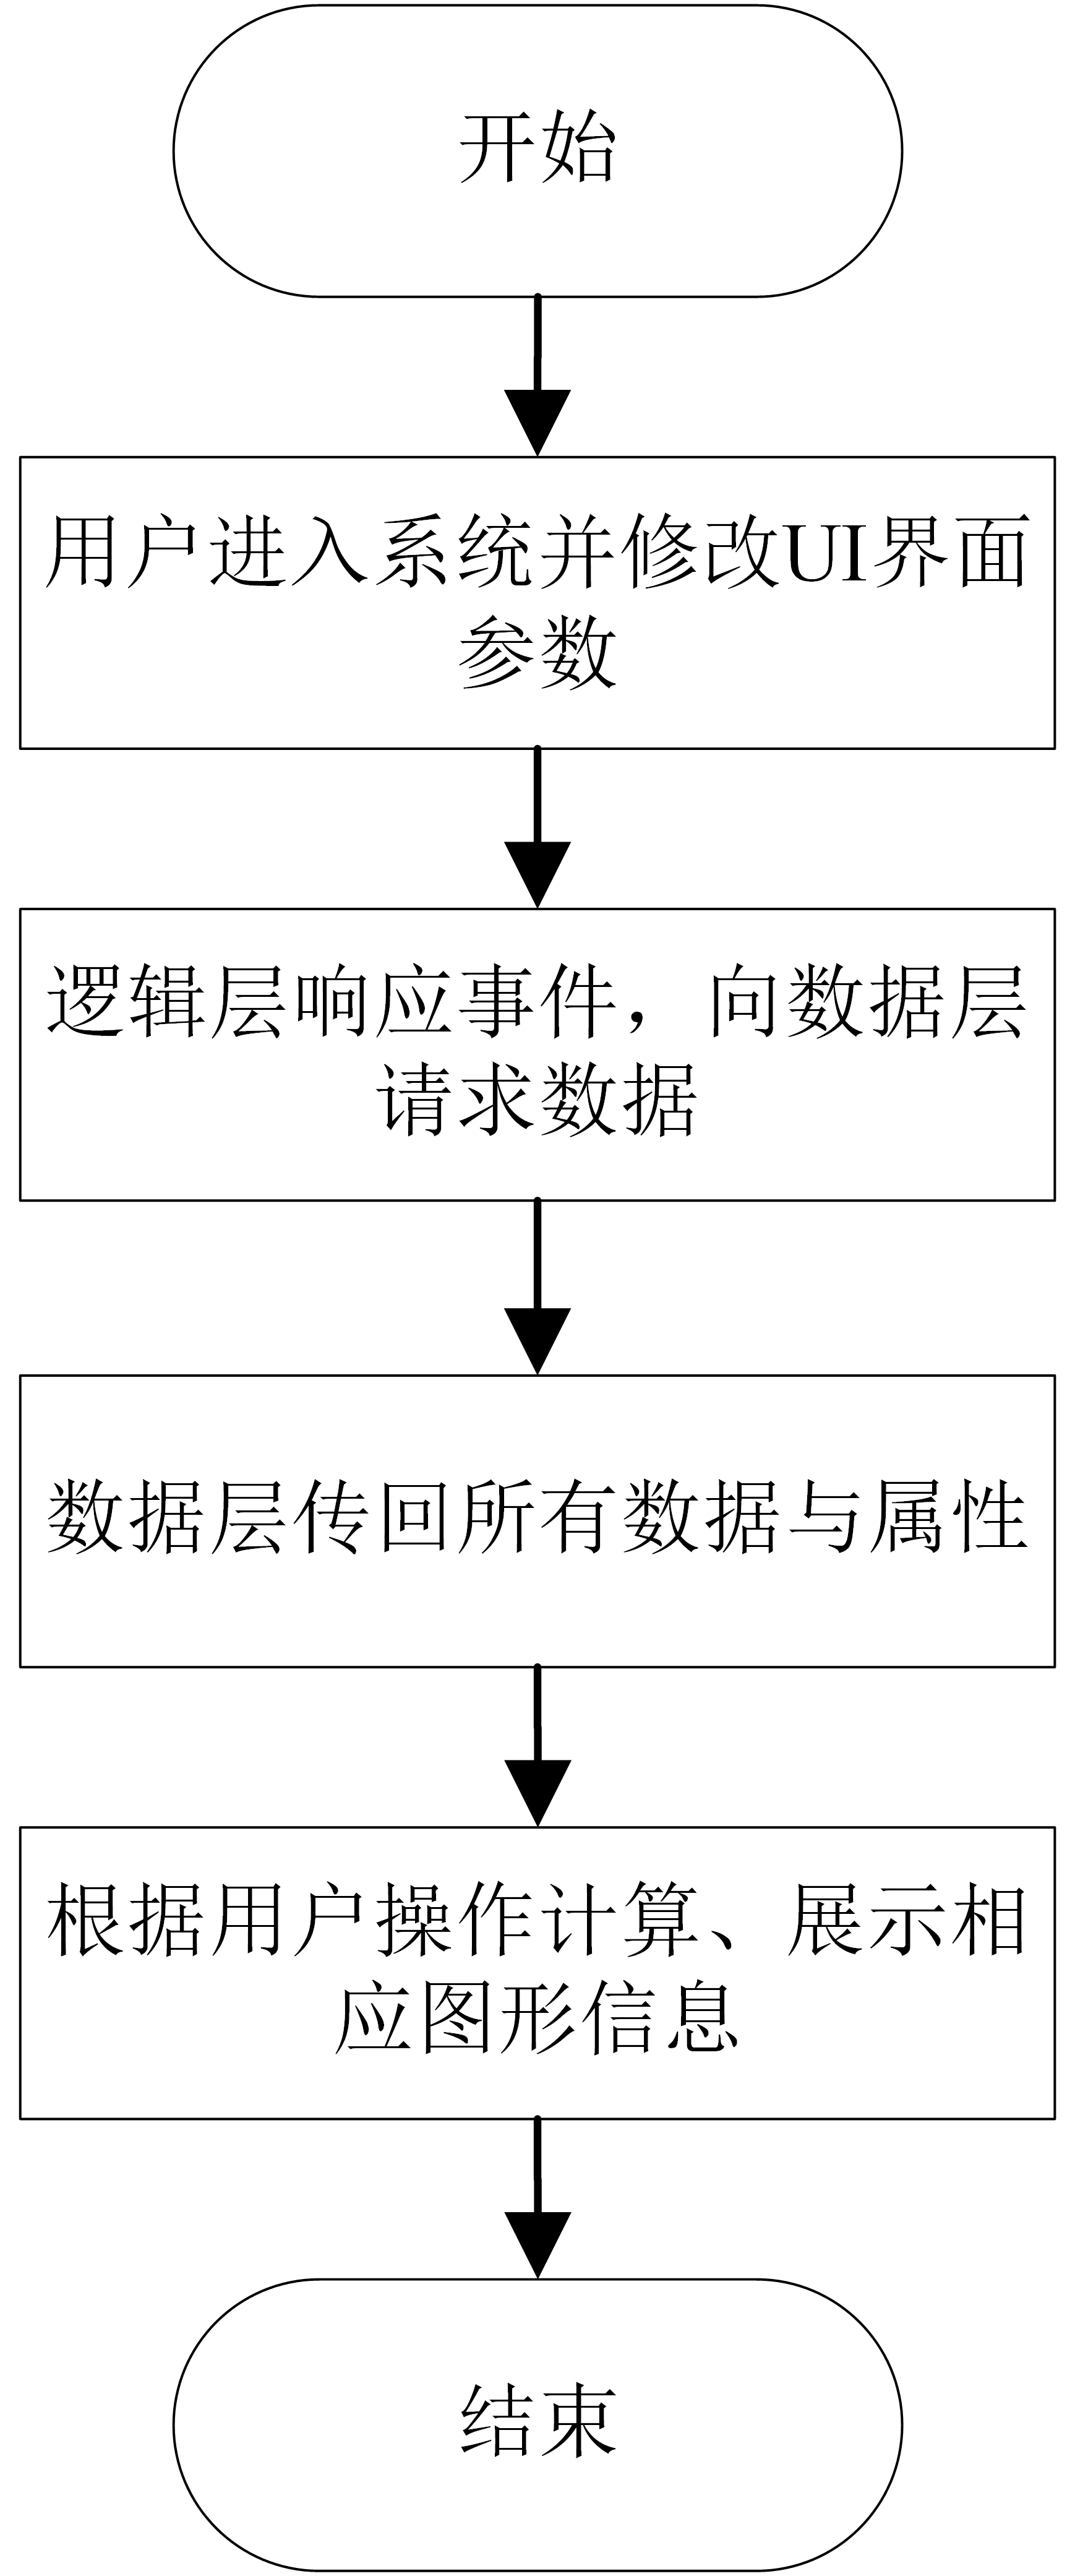 开始
用户进入系统并修改UI界面
参数
逻辑层响应事件，向数据层
请求数据
数据层传回所有数据与属性
根据用户操作计算、展示相
应图形信息
结束